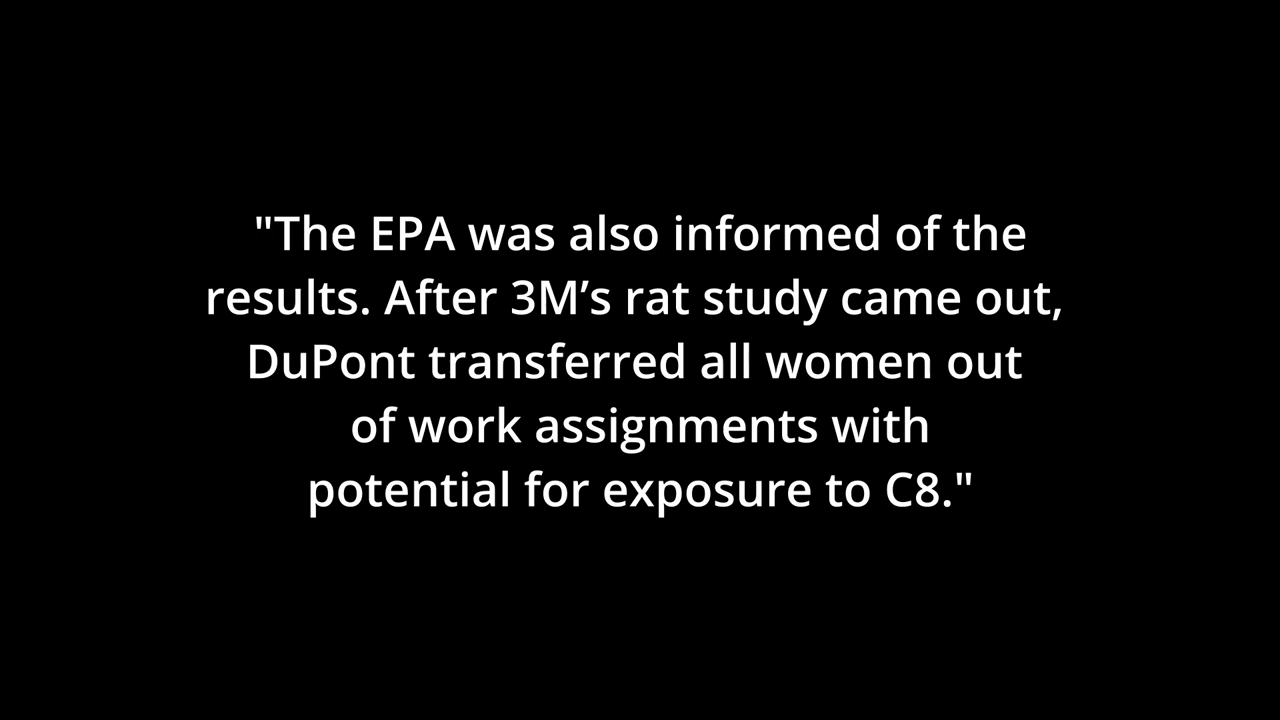 "The EPA was also informed of the
results. After 3M’s rat study came out,
DuPont transferred all women out
of work assignments with
potential for exposure to C8."